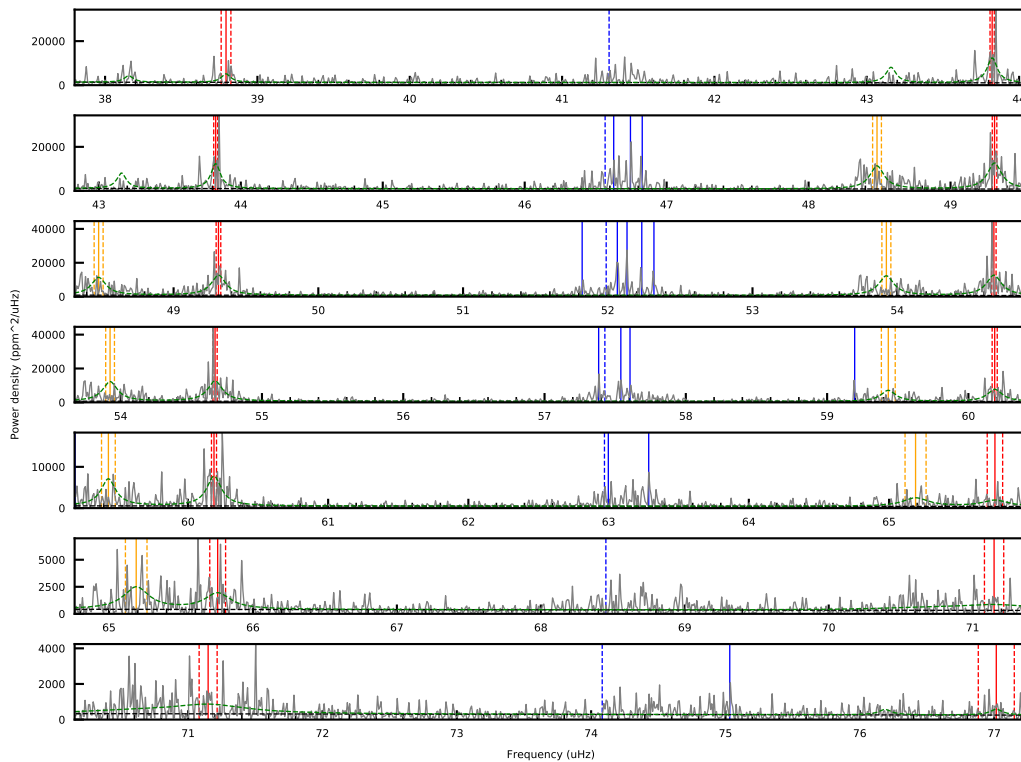 20000
0
38 39 40 41 42 43 44
20000
0
43 44 45 46 47 48 49
40000
20000
0
49 50 51 52 53 54
40000
20000
0
54 55 56 57 58 59 60
Power density (ppm^2/uHz)
10000
0
60 61 62 63 64 65
5000
2500
0
65 66 67 68 69 70 71
4000
2000
0
71 72 73 74 75 76 77
Frequency (uHz)